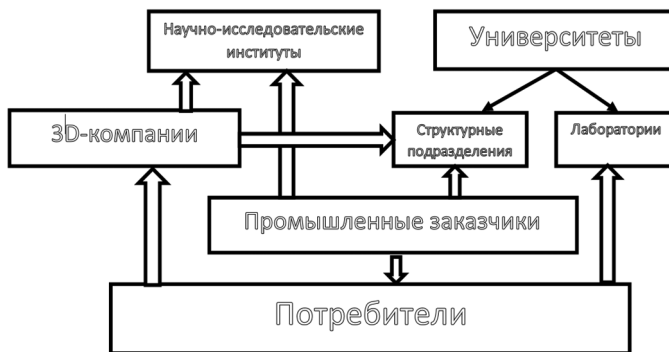 Научно-исследовательские
институты
Университеты
3D-компании
Структурные
подразделения
Лаборатории
Промышленные заказчики
Потребители